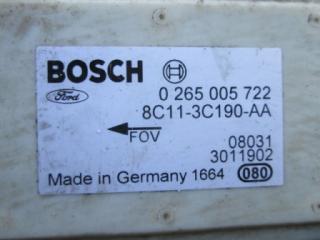 BOSCH 0 265 005 722
Ford 8C11-3C190-AA
FOV 08031
3011902
Made in Germany 1664 080